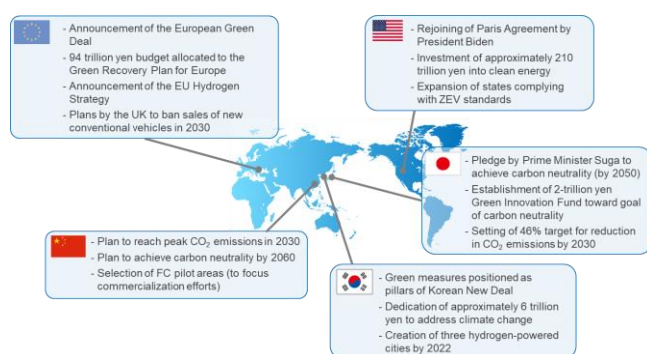 - Announcement of the European Green
Deal
- 94 trillion yen budget allocated to the
Green Recovery Plan for Europe
- Announcement of the EU Hydrogen
Strategy
- Plans by the UK to ban sales of new
conventional vehicles in 2030
- Rejoining of Paris Agreement by
President Biden
- Investment of approximately 210
trillion yen into clean energy
- Expansion of states complying
with ZEV standards
- Pledge by Prime Minister Suga to
achieve carbon neutrality (by 2050)
- Establishment of 2-trillion yen
Green Innovation Fund toward goal
of carbon neutrality
- Setting of 46% target for reduction
in CO₂ emissions by 2030
- Plan to reach peak CO₂ emissions in 2030
- Plan to achieve carbon neutrality by 2060
- Selection of FC pilot areas (to focus
commercialization efforts)
- Green measures positioned as
pillars of Korean New Deal
- Dedication of approximately 6 trillion
yen to address climate change
- Creation of three hydrogen-powered
cities by 2022